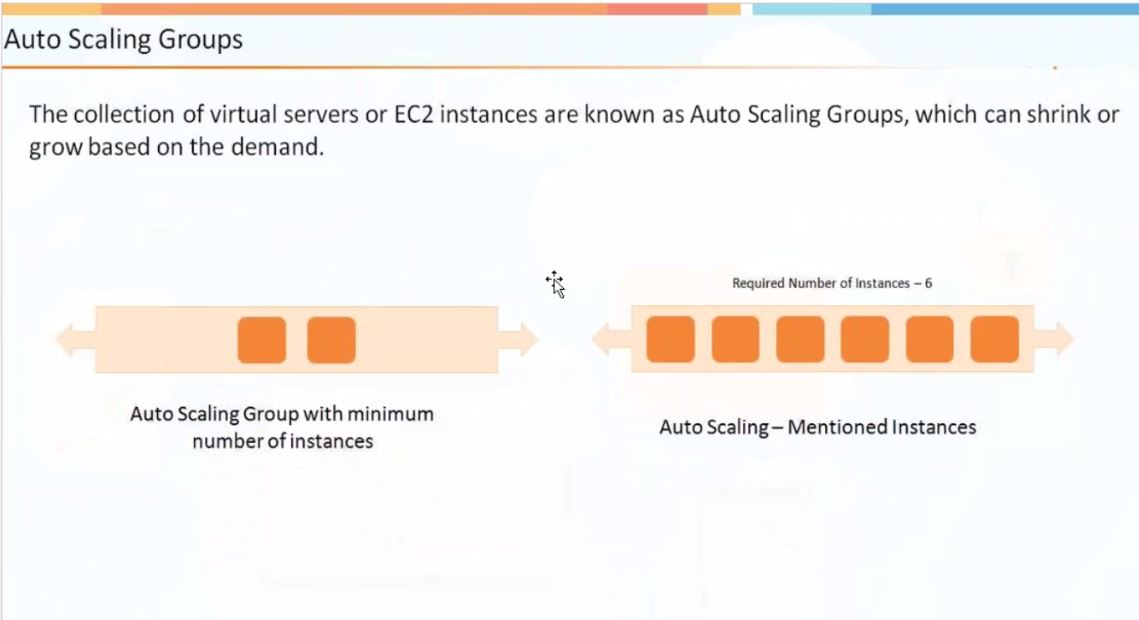 Auto Scaling Groups
The collection of virtual servers or EC2 instances are known as Auto Scaling Groups, which can shrink or
grow based on the demand.
Required Number of Instances – 6
Auto Scaling Group with minimum
number of instances
Auto Scaling – Mentioned Instances